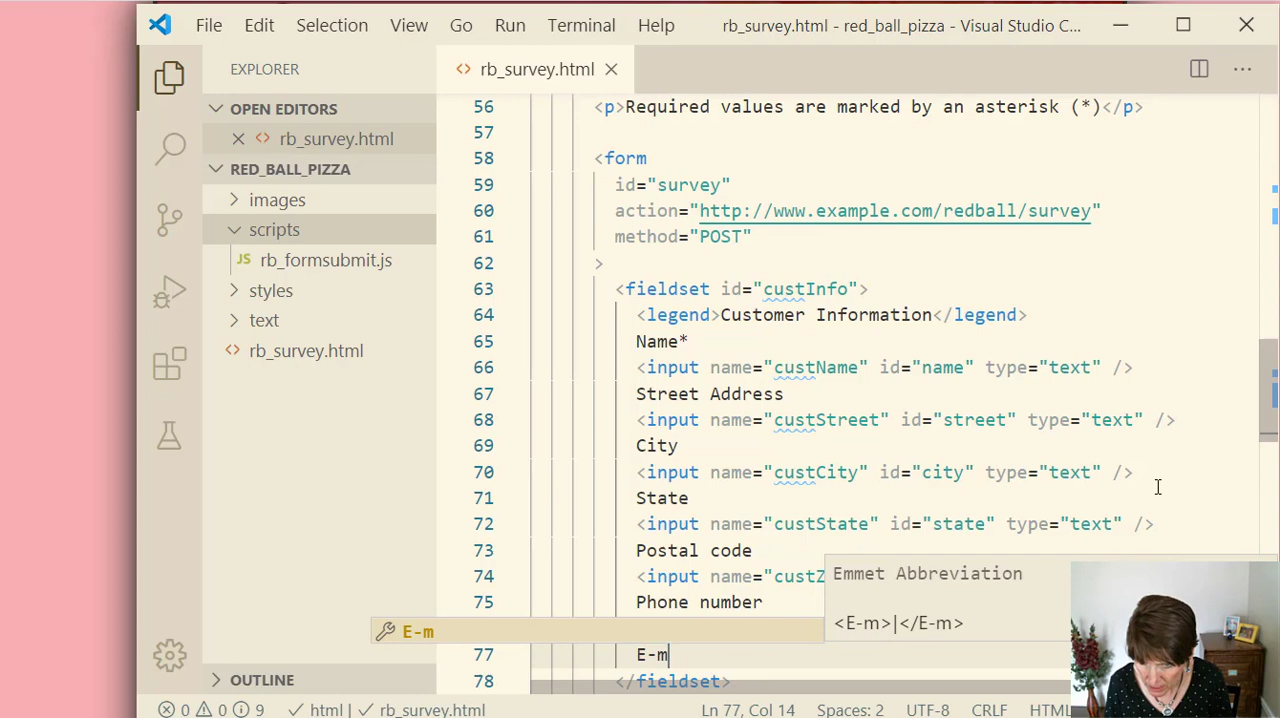 File Edit Selection View Go Run Terminal Help rb_survey.html - red_ball_pizza - Visual Studio C...
EXPLORER
rb_survey.html
OPEN EDITORS
rb_survey.html
RED_BALL_PIZZA
images
scripts
JS rb_formsubmit.js
styles
text
rb_survey.html
OUTLINE
56 <p>Required values are marked by an asterisk (*)</p>
57
58 <form
59 id="survey"
60 action="http://www.example.com/redball/survey"
61 method="POST"
62 >
63 <fieldset id="custInfo">
64 <legend>Customer Information</legend>
65 Name*
66 <input name="custName" id="name" type="text" />
67 Street Address
68 <input name="custStreet" id="street" type="text" />
69 City
70 <input name="custCity" id="city" type="text" />
71 State
72 <input name="custState" id="state" type="text" />
73 Postal code
74 <input name="custZ
75 Phone number
E-m
Emmet Abbreviation
<E-m>|</E-m>
77 E-m
78 </fieldset>
0 0 9 html | rb_survey.html Ln 77, Col 14 Spaces: 2 UTF-8 CRLF HTML